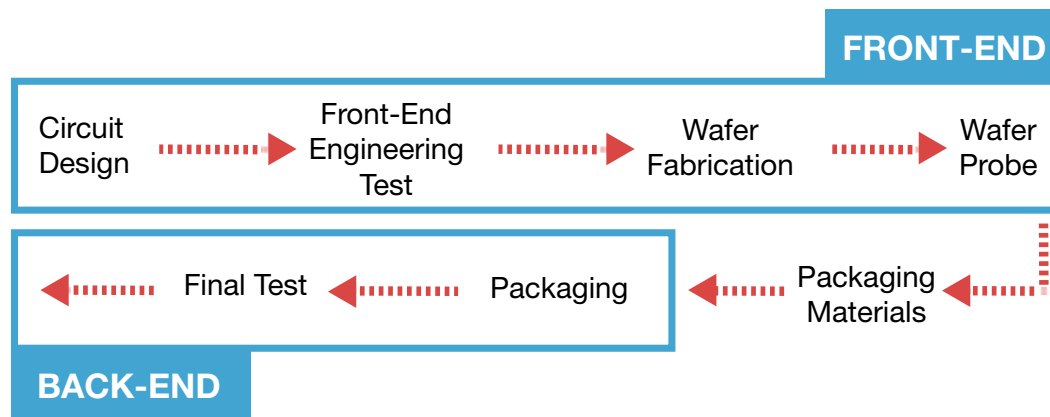 FRONT-END
Circuit
Design
Front-End
Engineering
Test
Wafer
Fabrication
Wafer
Probe
Final Test
Packaging
Packaging
Materials
BACK-END